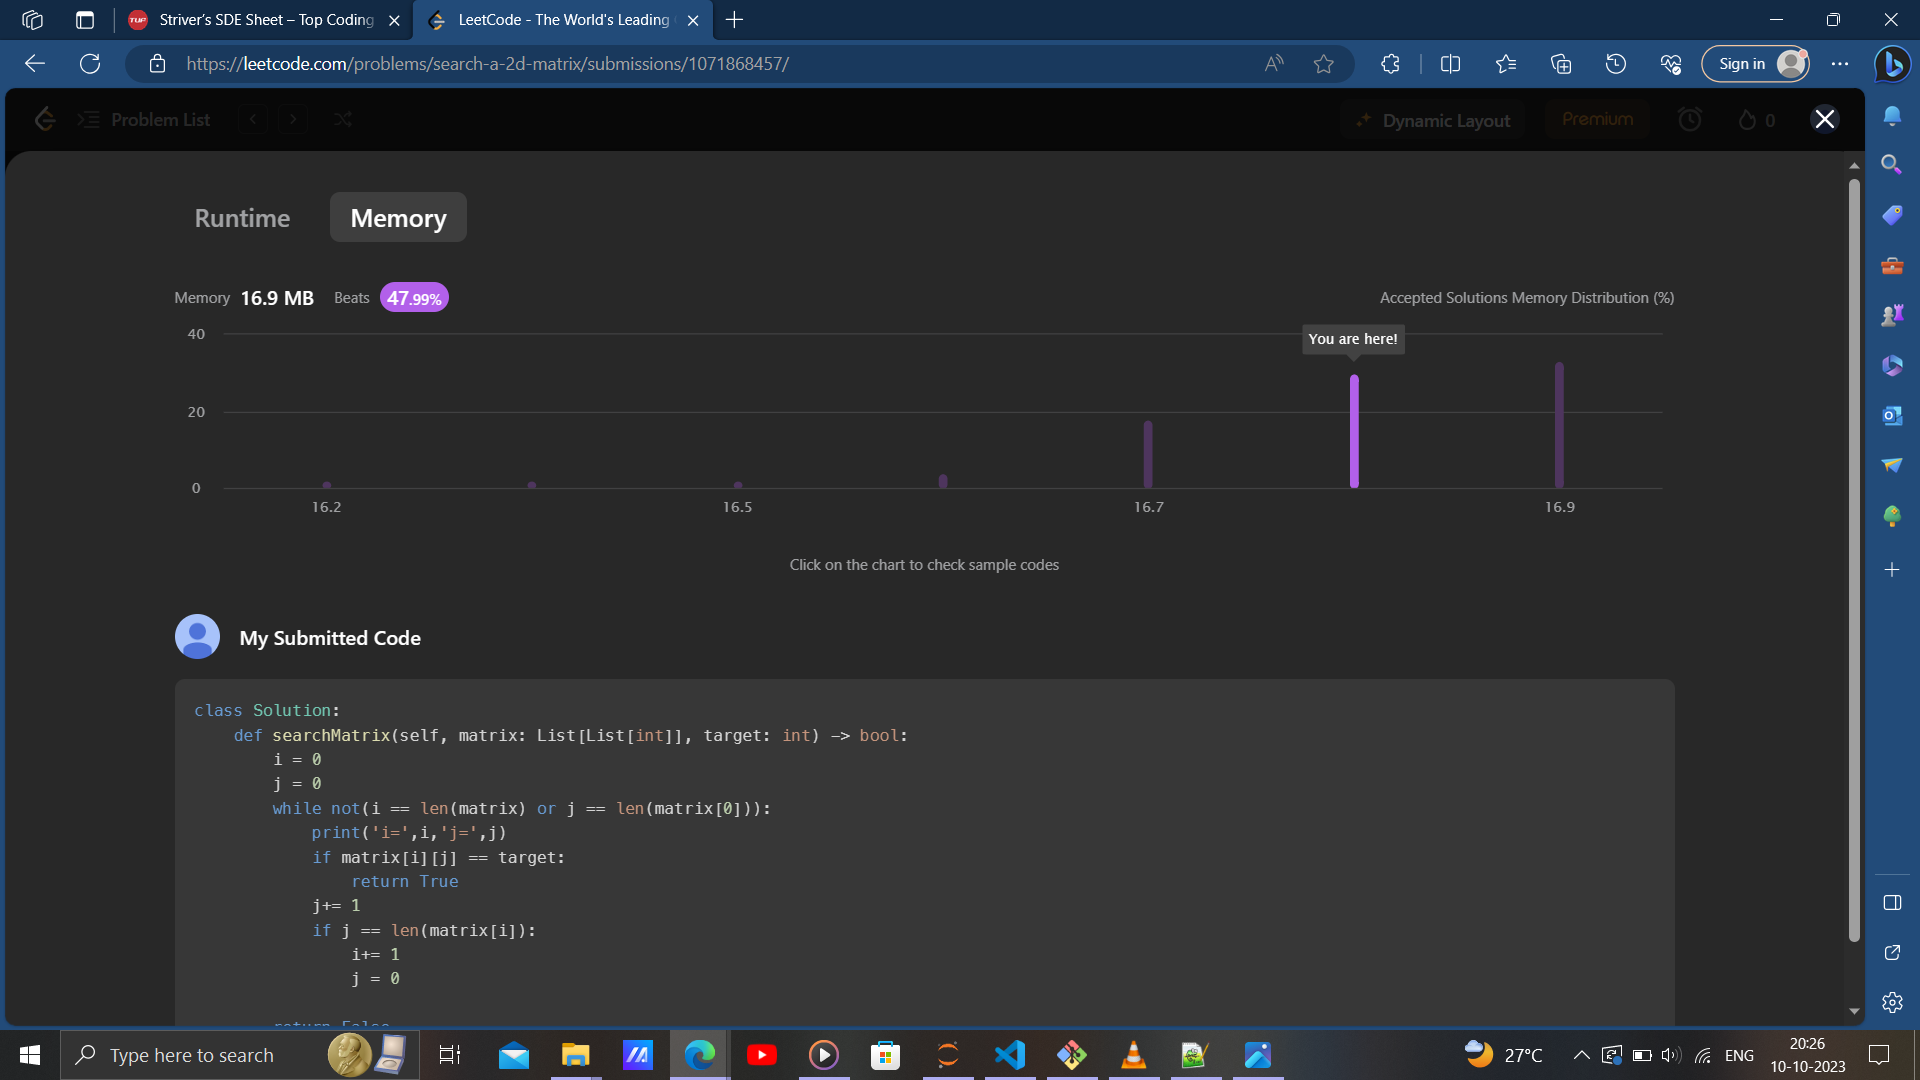 Striver's SDE Sheet – Top Coding
LeetCode - The World's Leading
https://leetcode.com/problems/search-a-2d-matrix/submissions/1071868457/
Sign in
Problem List
Dynamic Layout
Premium
0
Runtime
Memory
Memory 16.9 MB Beats 47.99%
Accepted Solutions Memory Distribution (%)
40
You are here!
20
0
16.2 16.5 16.7 16.9
Click on the chart to check sample codes
My Submitted Code
class Solution:
    def searchMatrix(self, matrix: List[List[int]], target: int) -> bool:
        i = 0
        j = 0
        while not(i == len(matrix) or j == len(matrix[0])):
            print('i=',i,'j=',j)
            if matrix[i][j] == target:
                return True
            j+= 1
            if j == len(matrix[i]):
                i+= 1
                j = 0
        return False
Type here to search
27°C
ENG
20:26
10-10-2023